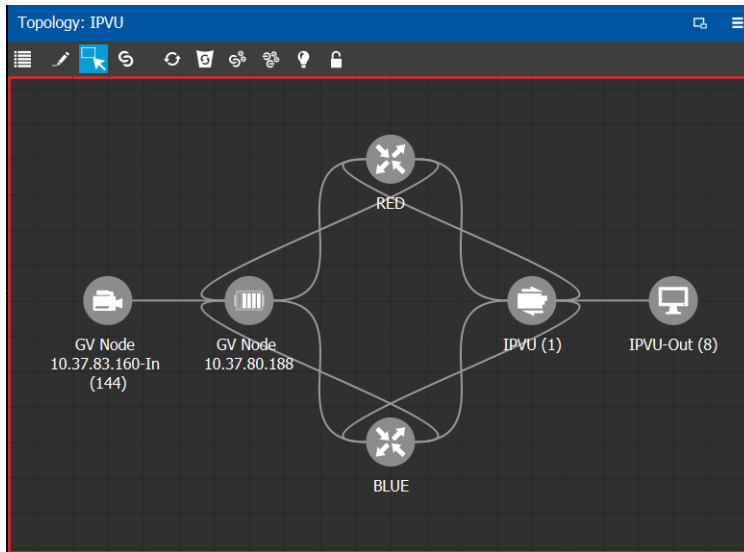 Topology: IPVU
RED
GV Node
10.37.83.160-In
(144)
GV Node
10.37.80.188
IPVU (1)
IPVU-Out (8)
BLUE